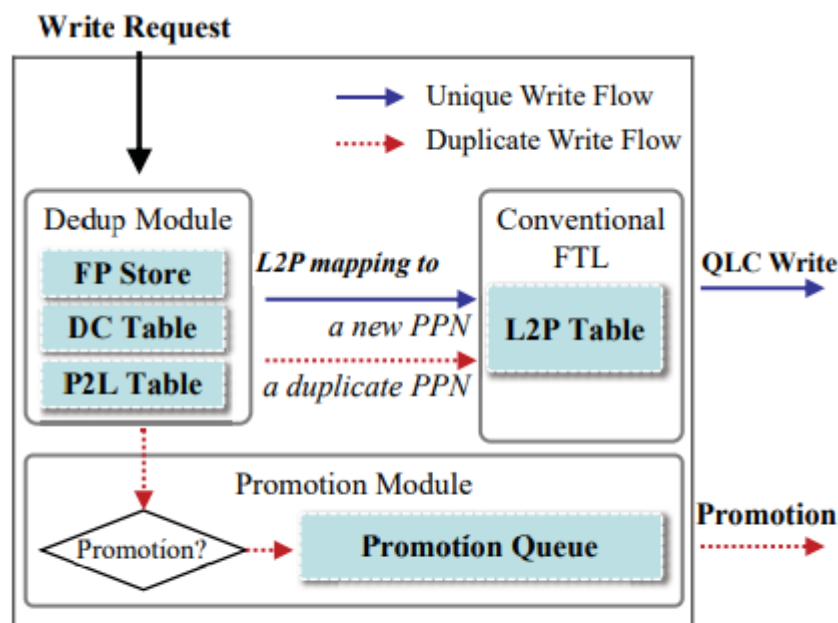 Write Request
Unique Write Flow
Duplicate Write Flow
Dedup Module
FP Store
DC Table
P2L Table
L2P mapping to
a new PPN
a duplicate PPN
Conventional
FTL
L2P Table
QLC Write
Promotion Module
Promotion?
Promotion Queue
Promotion